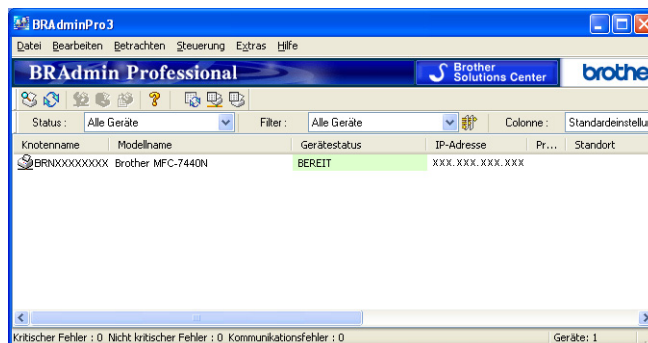 BRAdminPro3
Datei Bearbeiten Betrachten Steuerung Extras Hilfe
BRAdmin Professional Brother Solutions Center brothe
Status : Alle Geräte Filter : Alle Geräte Colonne : Standardeinstellu
Knotenname Modellname Gerätestatus IP-Adresse Pr... Standort
BRNXXXXXXXX Brother MFC-7440N BEREIT XXX.XXX.XXX.XXX
Kritischer Fehler : 0 Nicht kritischer Fehler : 0 Kommunikationsfehler : 0 Geräte: 1